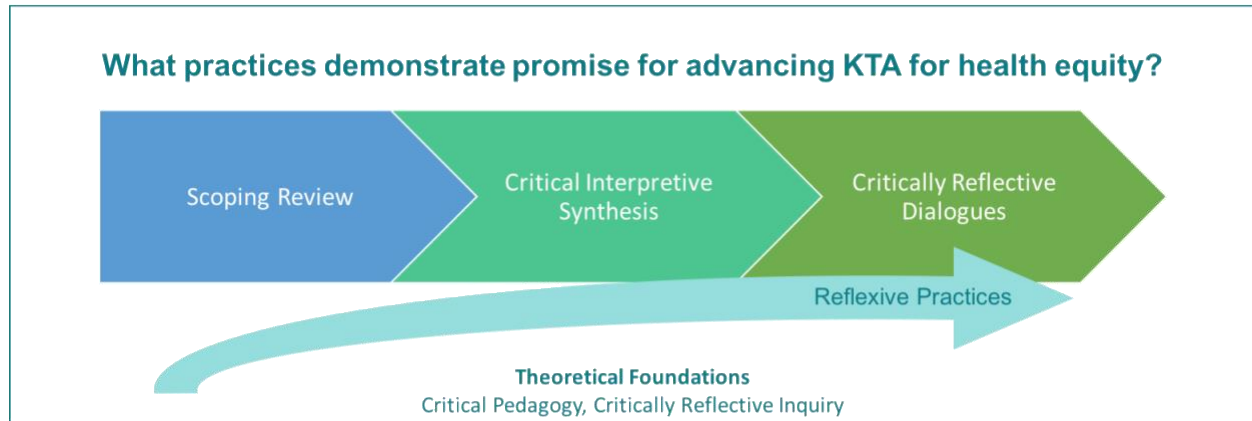 What practices demonstrate promise for advancing KTA for health equity?
Scoping Review
Critical Interpretive
Synthesis
Critically Reflective
Dialogues
Reflexive Practices
Theoretical Foundations
Critical Pedagogy, Critically Reflective Inquiry